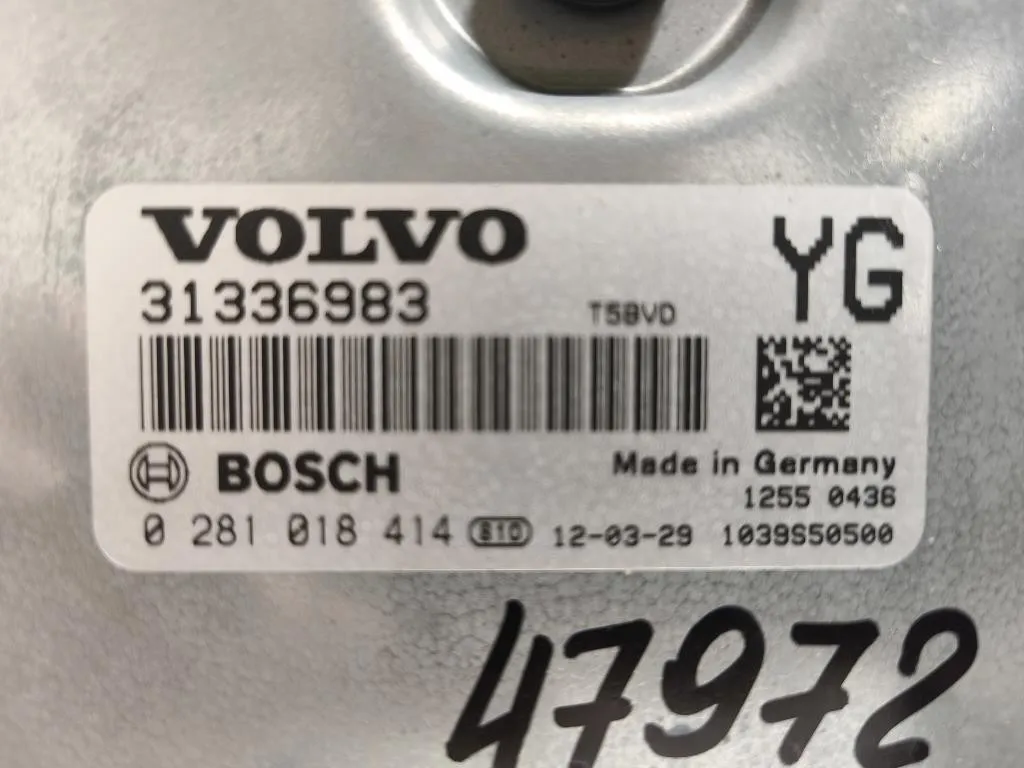 VOLVO
YG
31336983 T5BVD
BOSCH
Made in Germany
1255 0436
0 281 018 414 810 12-03-29 1039S50500
47972